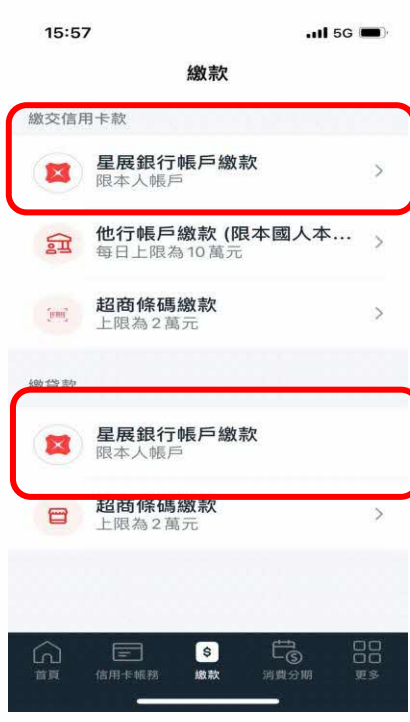 15:57
5G
繳款
繳交信用卡款
星展銀行帳戶繳款
限本人帳戶
他行帳戶繳款 (限本國人本...
每日上限為10萬元
超商條碼繳款
上限為2萬元
繳貸款
星展銀行帳戶繳款
限本人帳戶
超商條碼繳款
上限為2萬元
首頁
信用卡帳務
繳款
消費分期
更多